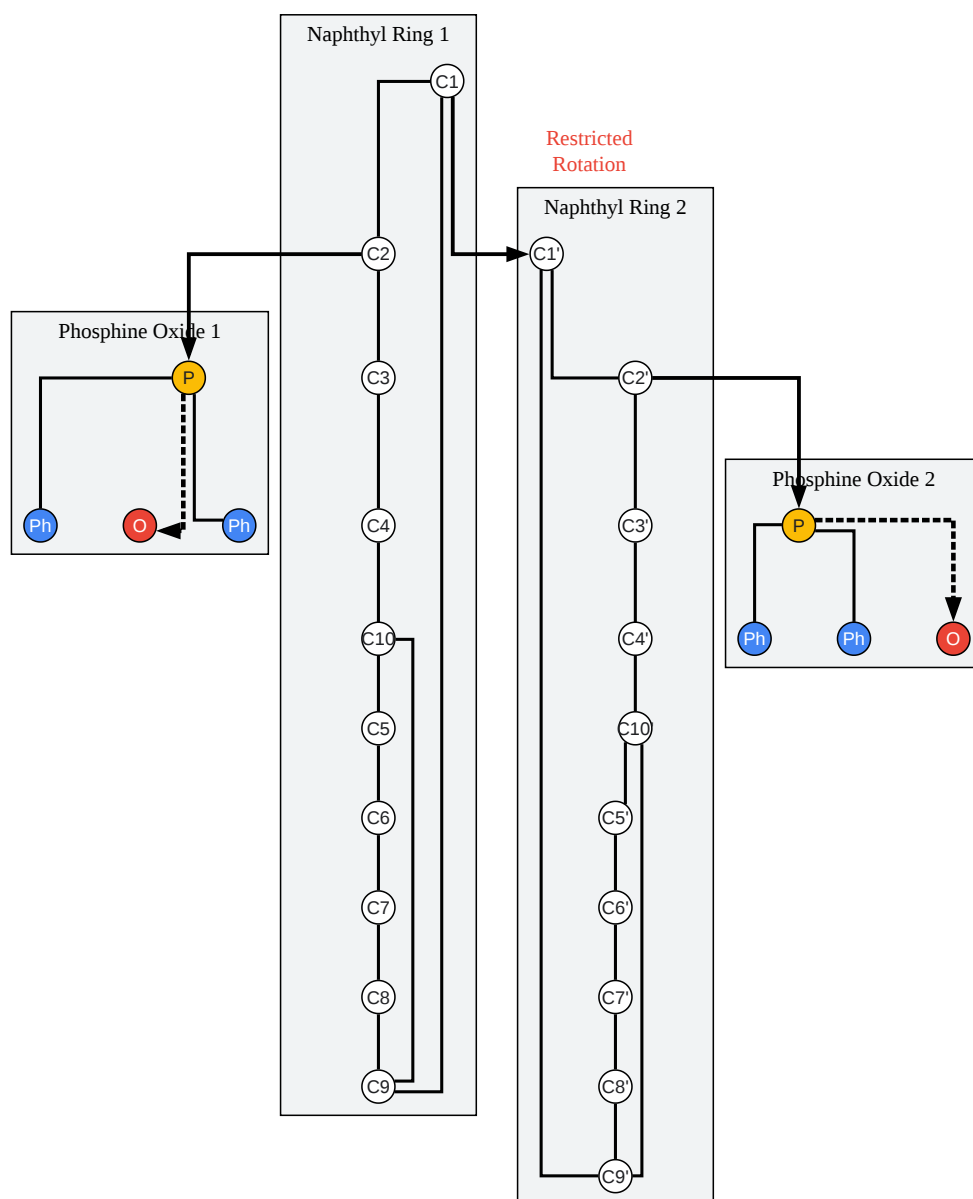 Naphthyl Ring 1
C1
Restricted
Rotation
Naphthyl Ring 2
C2
C1'
Phosphine Oxide 1
P
C3
C2'
Phosphine Oxide 2
Ph
O
Ph
C4
P
C3'
C10
C4'
Ph
Ph
O
C5
C10'
C6
C5'
C7
C6'
C8
C7'
C9
C8'
C9'